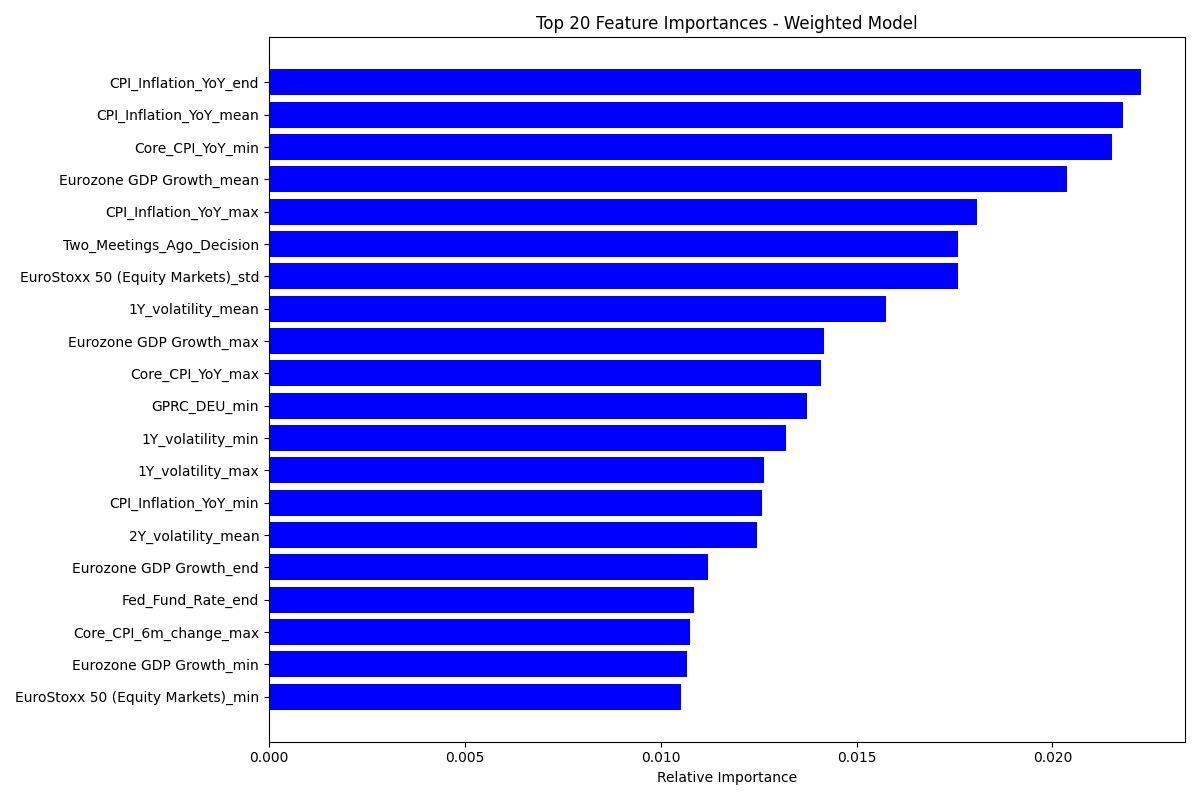 Top 20 Feature Importances - Weighted Model
CPI_Inflation_YoY_end
CPI_Inflation_YoY_mean
Core_CPI_YoY_min
Eurozone GDP Growth_mean
CPI_Inflation_YoY_max
Two_Meetings_Ago_Decision
EuroStoxx 50 (Equity Markets)_std
1Y_volatility_mean
Eurozone GDP Growth_max
Core_CPI_YoY_max
GPRC_DEU_min
1Y_volatility_min
1Y_volatility_max
CPI_Inflation_YoY_min
2Y_volatility_mean
Eurozone GDP Growth_end
Fed_Fund_Rate_end
Core_CPI_6m_change_max
Eurozone GDP Growth_min
EuroStoxx 50 (Equity Markets)_min
0.000 0.005 0.010 0.015 0.020
Relative Importance